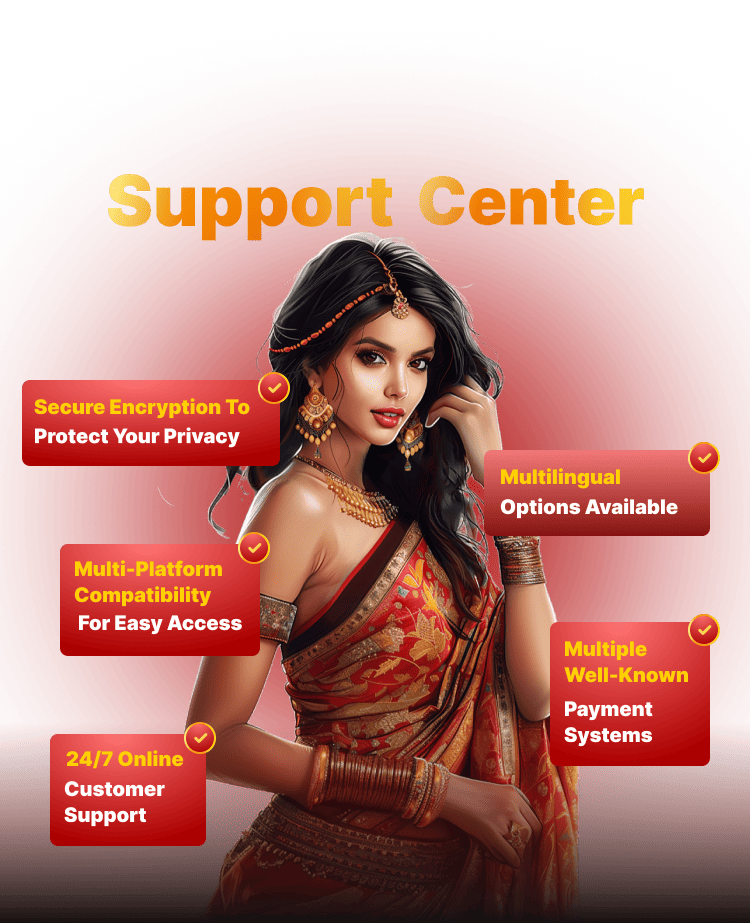 Support Center
Secure Encryption To
Protect Your Privacy
Multilingual
Options Available
Multi-Platform
Compatibility
For Easy Access
Multiple
Well-Known
Payment
Systems
24/7 Online
Customer
Support